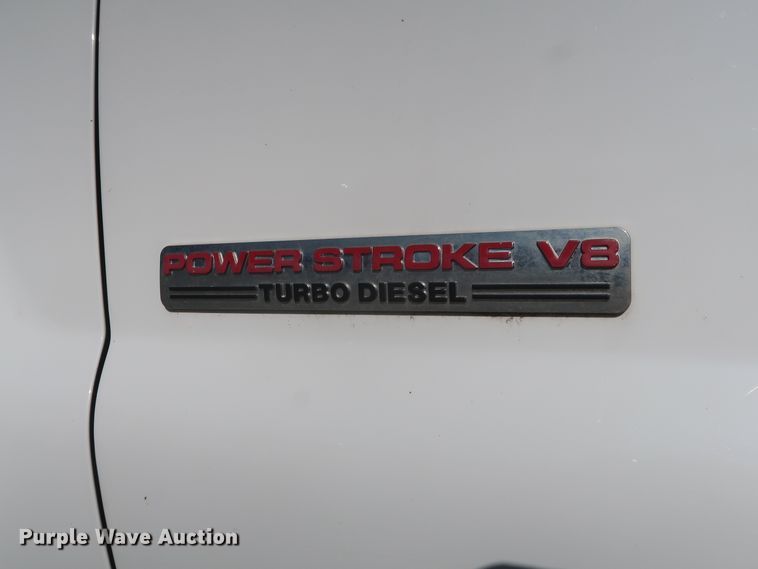 POWER STROKE V8
TURBO DIESEL
Purple Wave Auction®